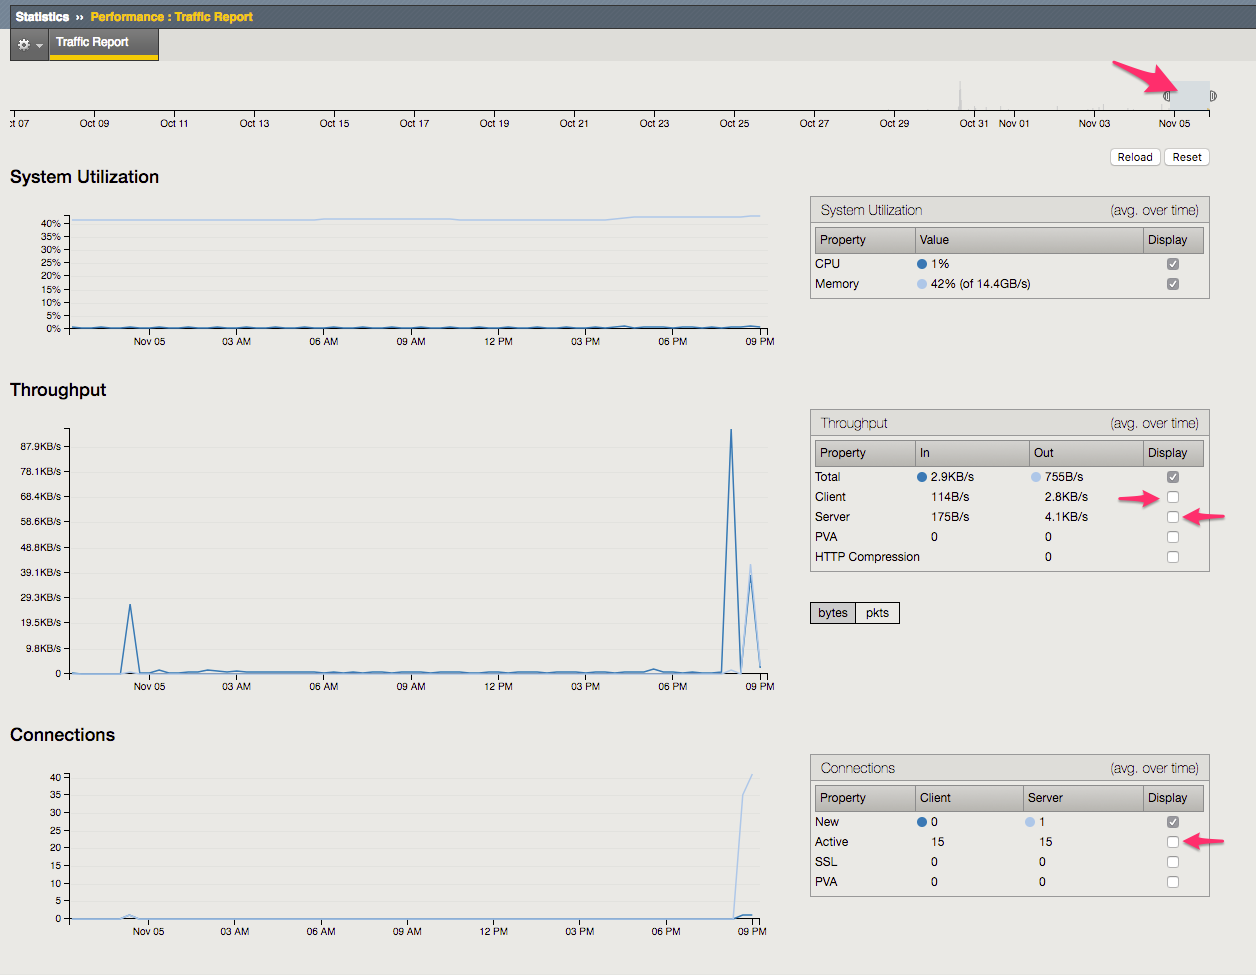 Statistics ›› Performance : Traffic Report
Traffic Report
:t 07 Oct 09 Oct 11 Oct 13 Oct 15 Oct 17 Oct 19 Oct 21 Oct 23 Oct 25 Oct 27 Oct 29 Oct 31 Nov 01 Nov 03 Nov 05
Reload Reset
System Utilization
40%
35%
30%
25%
20%
15%
10%
5%
0%
Nov 05 03 AM 06 AM 09 AM 12 PM 03 PM 06 PM 09 PM
System Utilization (avg. over time)
Property Value Display
CPU 1%
Memory 42% (of 14.4GB/s)
Throughput
87.9KB/s
78.1KB/s
68.4KB/s
58.6KB/s
48.8KB/s
39.1KB/s
29.3KB/s
19.5KB/s
9.8KB/s
0
Nov 05 03 AM 06 AM 09 AM 12 PM 03 PM 06 PM 09 PM
Throughput (avg. over time)
Property In Out Display
Total 2.9KB/s 755B/s
Client 114B/s 2.8KB/s
Server 175B/s 4.1KB/s
PVA 0 0
HTTP Compression 0
bytes pkts
Connections
40
35
30
25
20
15
10
5
0
Nov 05 03 AM 06 AM 09 AM 12 PM 03 PM 06 PM 09 PM
Connections (avg. over time)
Property Client Server Display
New 0 1
Active 15 15
SSL 0 0
PVA 0 0